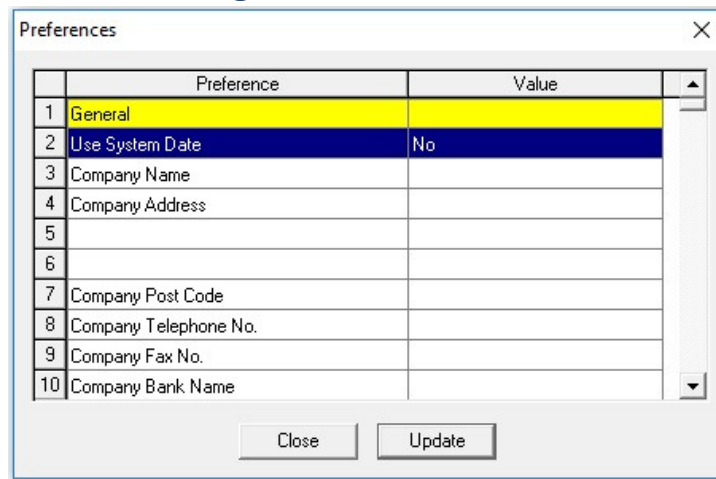 Preferences
Preference Value
1 General
2 Use System Date No
3 Company Name
4 Company Address
5
6
7 Company Post Code
8 Company Telephone No.
9 Company Fax No.
10 Company Bank Name
Close Update